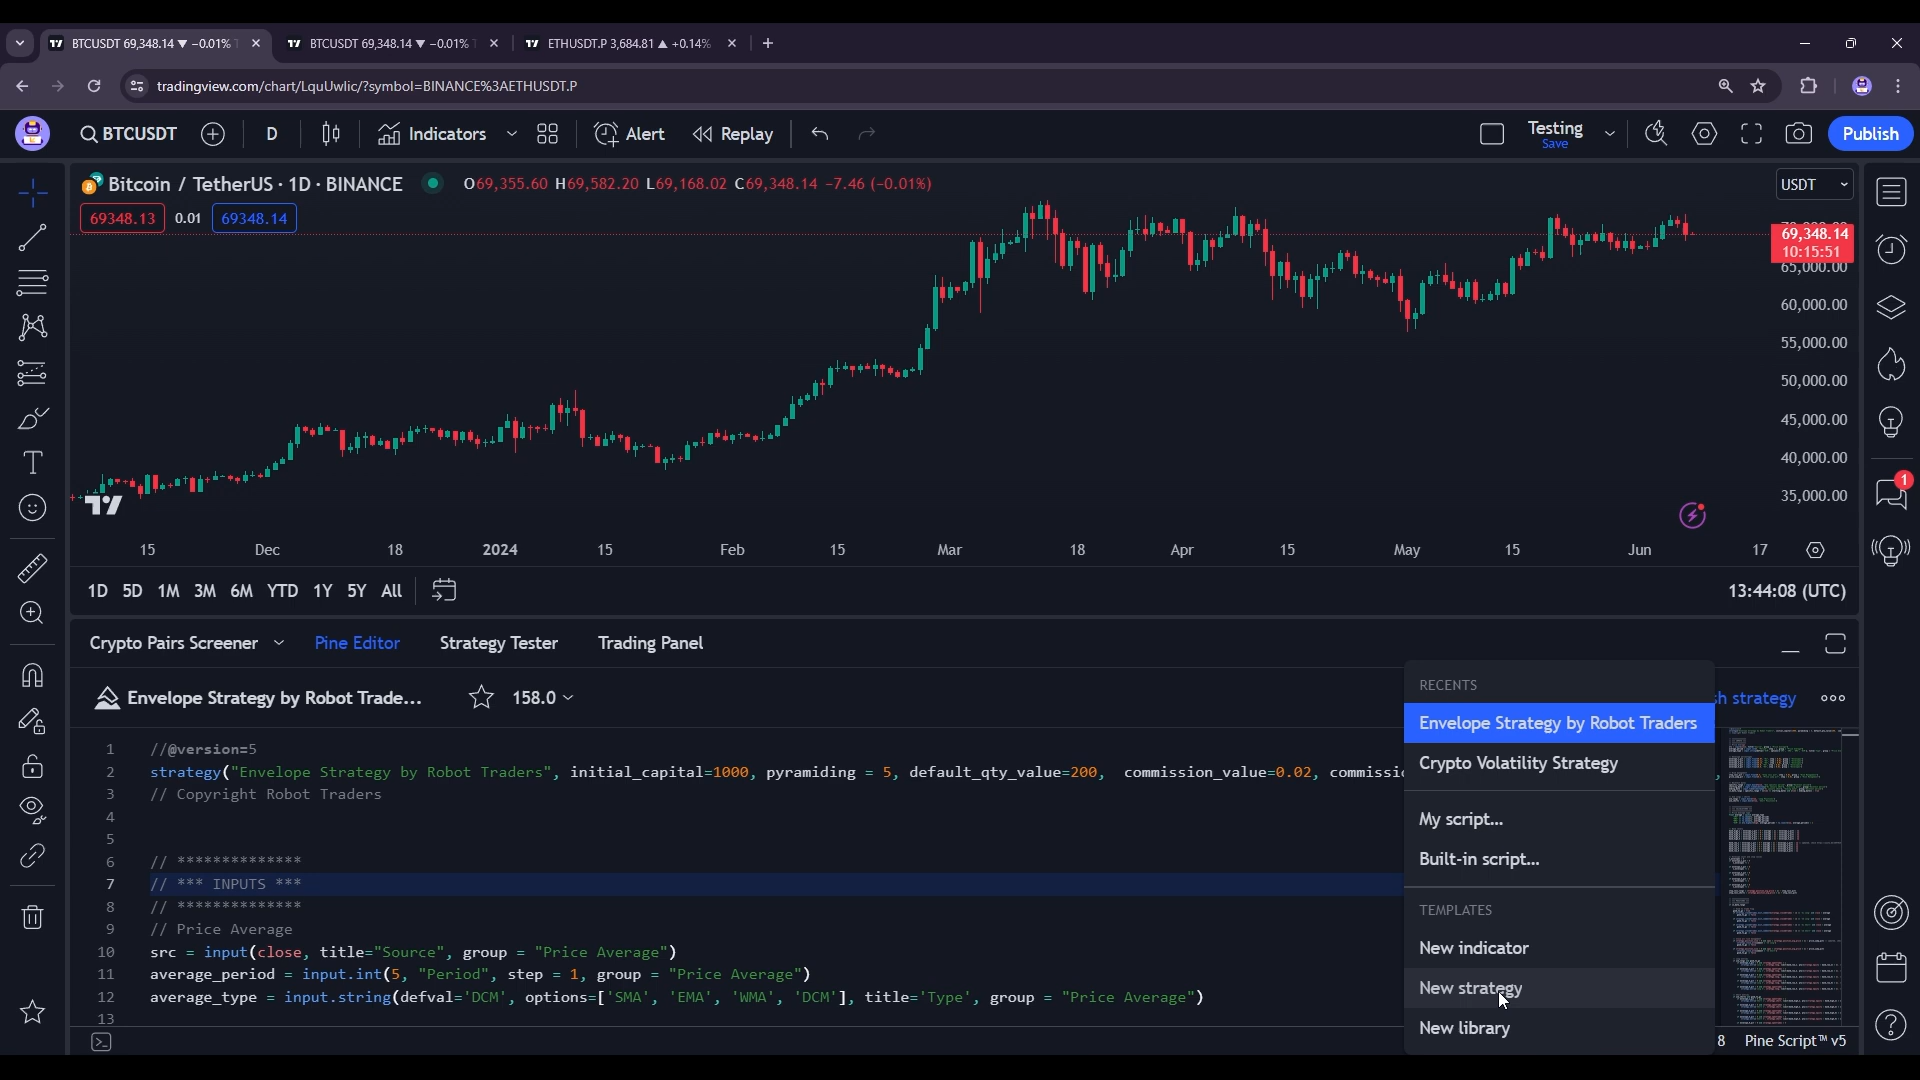 BTCUSDT 69,348.14 ▼ −0.01%
BTCUSDT 69,348.14 ▼ −0.01%
ETHUSDT.P 3,684.81 ▲ +0.14%
tradingview.com/chart/LquUwlic/?symbol=BINANCE%3AETHUSDT.P
BTCUSDT
D
Indicators
Alert
Replay
Testing
Save
Publish
Bitcoin / TetherUS · 1D · BINANCE
O69,355.60 H69,582.20 L69,168.02 C69,348.14 −7.46 (−0.01%)
USDT
69348.13
0.01
69348.14
69,348.14
10:15:51
65,000.00
60,000.00
55,000.00
50,000.00
45,000.00
40,000.00
35,000.00
1
15
Dec
18
2024
15
Feb
15
Mar
18
Apr
15
May
15
Jun
17
1D
5D
1M
3M
6M
YTD
1Y
5Y
All
13:44:08 (UTC)
Crypto Pairs Screener
Pine Editor
Strategy Tester
Trading Panel
Envelope Strategy by Robot Trade...
158.0
sh strategy
1 //@version=5
2 strategy("Envelope Strategy by Robot Traders", initial_capital=1000, pyramiding = 5, default_qty_value=200, commission_value=0.02, commissio
3 // Copyright Robot Traders
4
5
6 // **************
7 // *** INPUTS ***
8 // **************
9 // Price Average
10 src = input(close, title="Source", group = "Price Average")
11 average_period = input.int(5, "Period", step = 1, group = "Price Average")
12 average_type = input.string(defval='DCM', options=['SMA', 'EMA', 'WMA', 'DCM'], title='Type', group = "Price Average")
13
RECENTS
Envelope Strategy by Robot Traders
Crypto Volatility Strategy
My script...
Built-in script...
TEMPLATES
New indicator
New strategy
New library
8
Pine Script™ v5